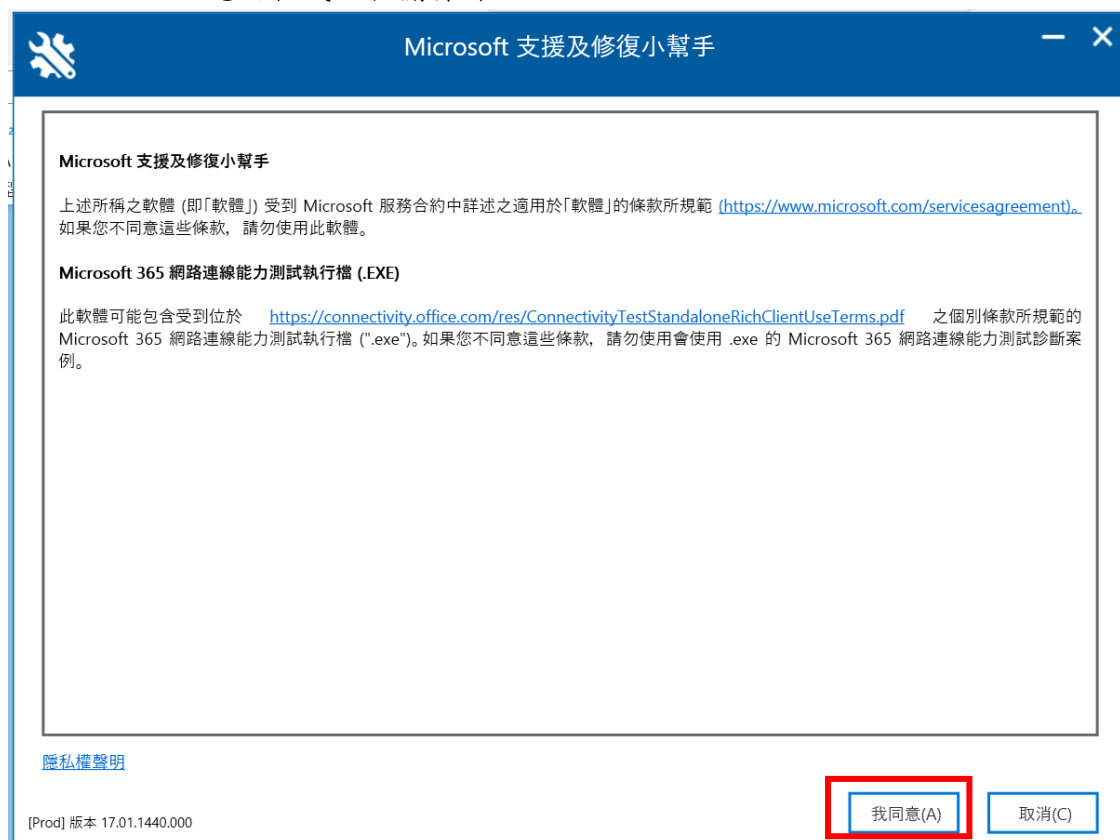 Microsoft 支援及修復小幫手
Microsoft 支援及修復小幫手
上述所稱之軟體 (即「軟體」) 受到 Microsoft 服務合約中詳述之適用於「軟體」的條款所規範 (https://www.microsoft.com/servicesagreement)。
如果您不同意這些條款，請勿使用此軟體。
Microsoft 365 網路連線能力測試執行檔 (.EXE)
此軟體可能包含受到位於 https://connectivity.office.com/res/ConnectivityTestStandaloneRichClientUseTerms.pdf 之個別條款所規範的
Microsoft 365 網路連線能力測試執行檔 (".exe")。如果您不同意這些條款，請勿使用會使用 .exe 的 Microsoft 365 網路連線能力測試診斷案
例。
隱私權聲明
我同意(A)
取消(C)
[Prod] 版本 17.01.1440.000